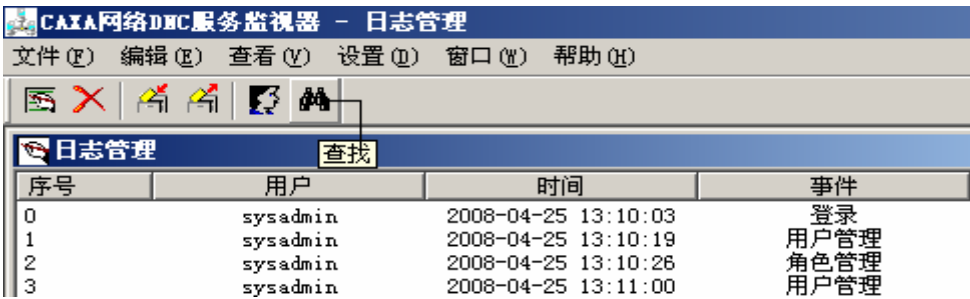 CAXA网络DNC服务监视器 - 日志管理
文件(F) 编辑(E) 查看(V) 设置(D) 窗口(W) 帮助(H)
日志管理
查找
序号 用户 时间 事件
0 sysadmin 2008-04-25 13:10:03 登录
1 sysadmin 2008-04-25 13:10:19 用户管理
2 sysadmin 2008-04-25 13:10:26 角色管理
3 sysadmin 2008-04-25 13:11:00 用户管理